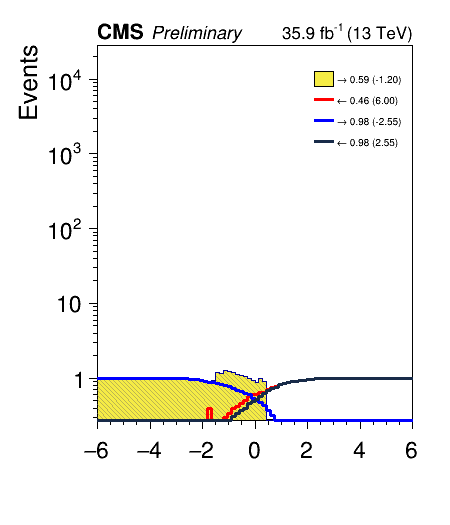 CMS Preliminary 35.9 fb⁻¹ (13 TeV)
Events
10⁴
10³
10²
10
1
→ 0.59 (-1.20)
← 0.46 (6.00)
→ 0.98 (-2.55)
← 0.98 (2.55)
−6 −4 −2 0 2 4 6